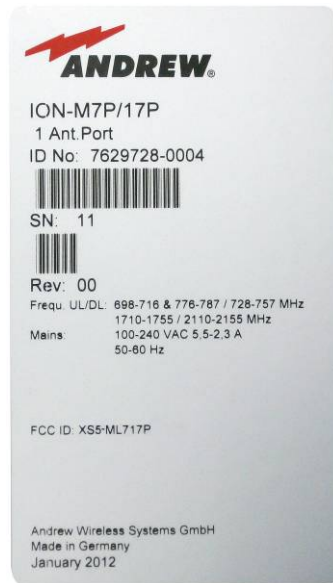 ANDREW®
ION-M7P/17P
1 Ant.Port
ID No: 7629728-0004
SN: 11
Rev: 00
Frequ. UL/DL: 698-716 & 776-787 / 728-757 MHz
1710-1755 / 2110-2155 MHz
Mains: 100-240 VAC 5,5-2,3 A
50-60 Hz
FCC ID: XS5-ML717P
Andrew Wireless Systems GmbH
Made in Germany
January 2012